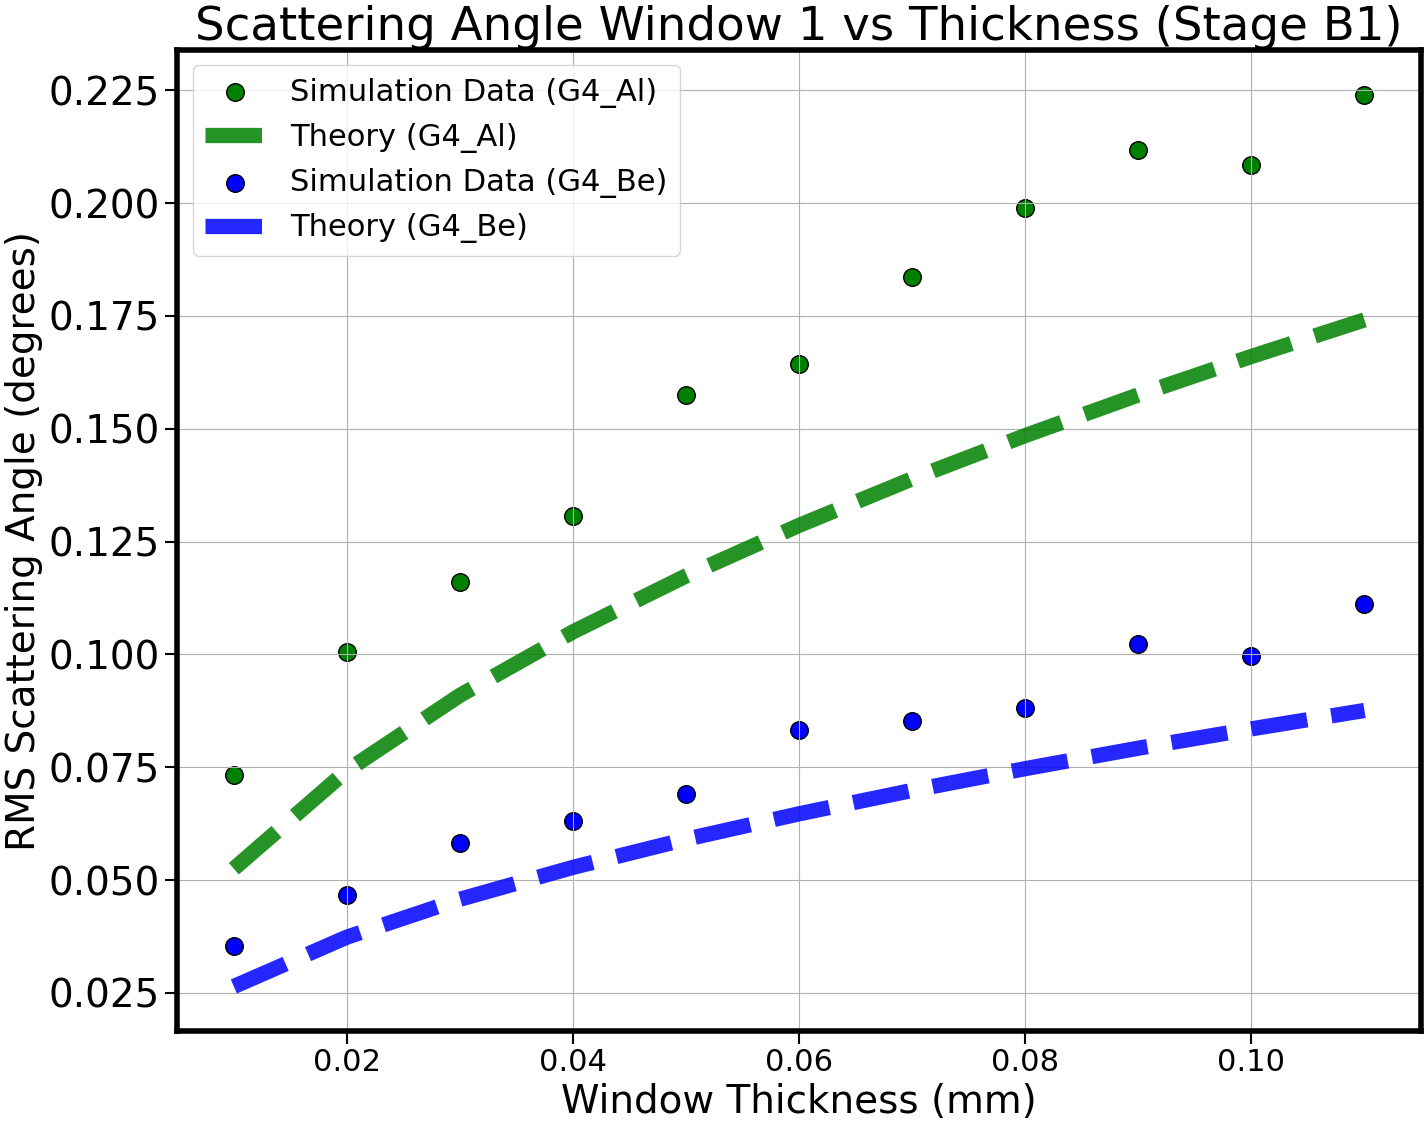 Scattering Angle Window 1 vs Thickness (Stage B1)
Simulation Data (G4_Al)
Theory (G4_Al)
Simulation Data (G4_Be)
Theory (G4_Be)
RMS Scattering Angle (degrees)
0.225
0.200
0.175
0.150
0.125
0.100
0.075
0.050
0.025
0.02 0.04 0.06 0.08 0.10
Window Thickness (mm)